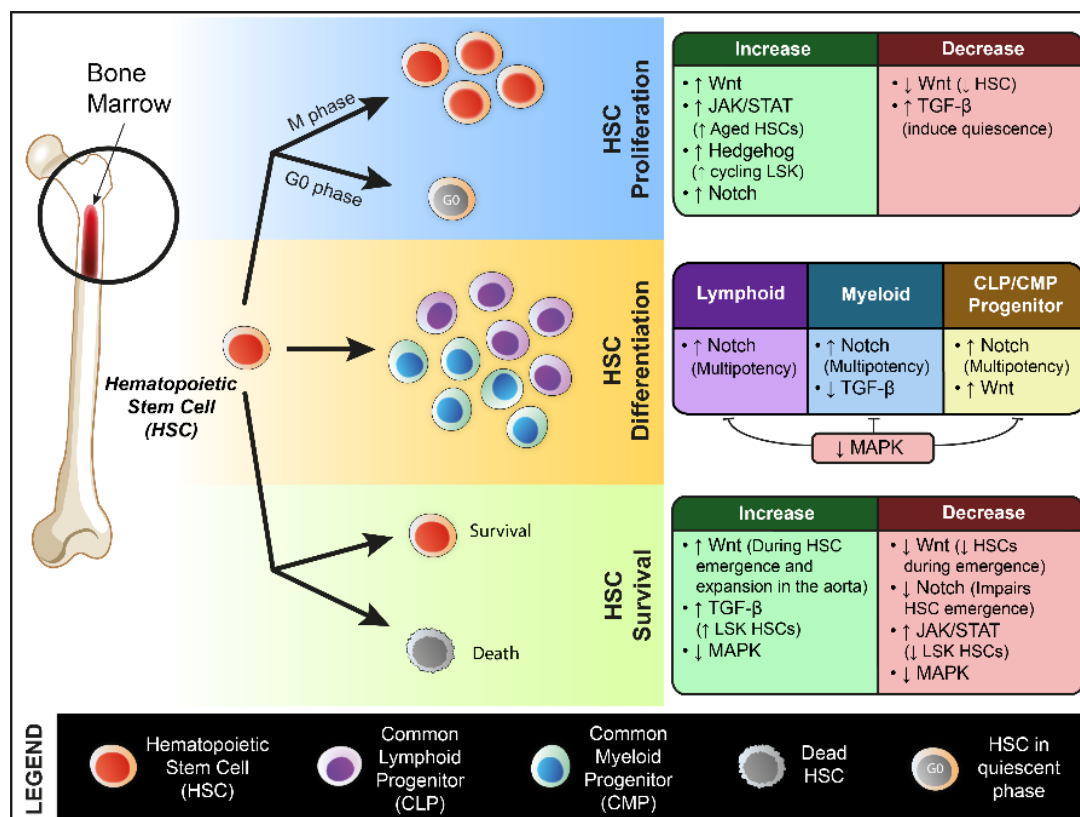 Bone
Marrow
Hematopoietic
Stem Cell
(HSC)
M phase
G0 phase
G0
HSC
Proliferation
Increase
• ↑ Wnt
• ↑ JAK/STAT
(↑ Aged HSCs)
• ↑ Hedgehog
(↑ cycling LSK)
• ↑ Notch
Decrease
• ↓ Wnt (↓ HSC)
• ↑ TGF-β
(induce quiescence)
HSC
Differentiation
Lymphoid
• ↑ Notch
(Multipotency)
Myeloid
• ↑ Notch
(Multipotency)
• ↓ TGF-β
CLP/CMP
Progenitor
• ↑ Notch
(Multipotency)
• ↑ Wnt
↓ MAPK
Survival
Death
HSC
Survival
Increase
• ↑ Wnt (During HSC
emergence and
expansion in the aorta)
• ↑ TGF-β
(↑ LSK HSCs)
• ↓ MAPK
Decrease
• ↓ Wnt (↓ HSCs
during emergence)
• ↓ Notch (Impairs
HSC emergence)
• ↑ JAK/STAT
(↓ LSK HSCs)
• ↓ MAPK
LEGEND
Hematopoietic
Stem Cell
(HSC)
Common
Lymphoid
Progenitor
(CLP)
Common
Myeloid
Progenitor
(CMP)
Dead
HSC
G0
HSC in
quiescent
phase